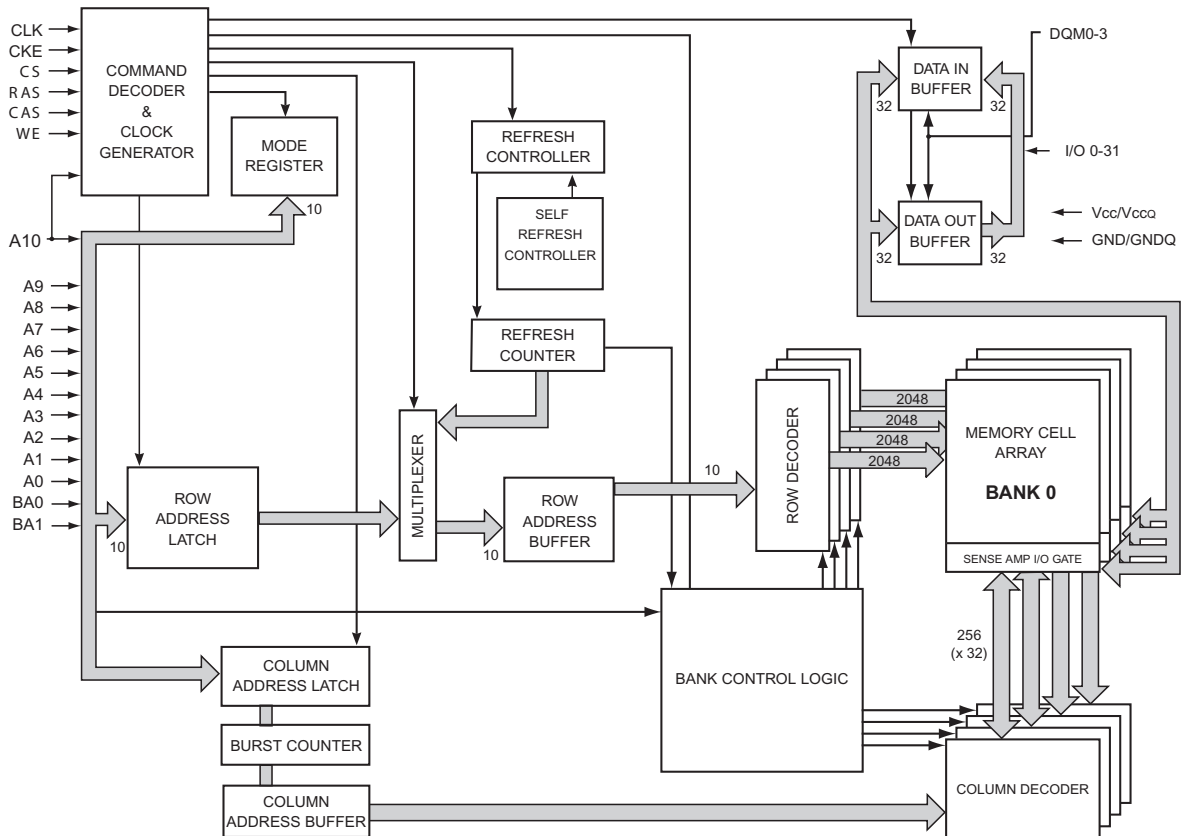 CLK
CKE
CS
RAS
CAS
WE
A10
A9
A8
A7
A6
A5
A4
A3
A2
A1
A0
BA0
BA1
COMMAND
DECODER
&
CLOCK
GENERATOR
MODE
REGISTER
10
REFRESH
CONTROLLER
SELF
REFRESH
CONTROLLER
REFRESH
COUNTER
DATA IN
BUFFER
32
32
DQM0-3
I/O 0-31
Vcc/VccQ
GND/GNDQ
DATA OUT
BUFFER
32
32
10
ROW
ADDRESS
LATCH
MULTIPLEXER
10
ROW
ADDRESS
BUFFER
10
ROW DECODER
2048
2048
2048
2048
MEMORY CELL
ARRAY
BANK 0
SENSE AMP I/O GATE
256
(x 32)
COLUMN
ADDRESS LATCH
BURST COUNTER
COLUMN
ADDRESS BUFFER
BANK CONTROL LOGIC
COLUMN DECODER